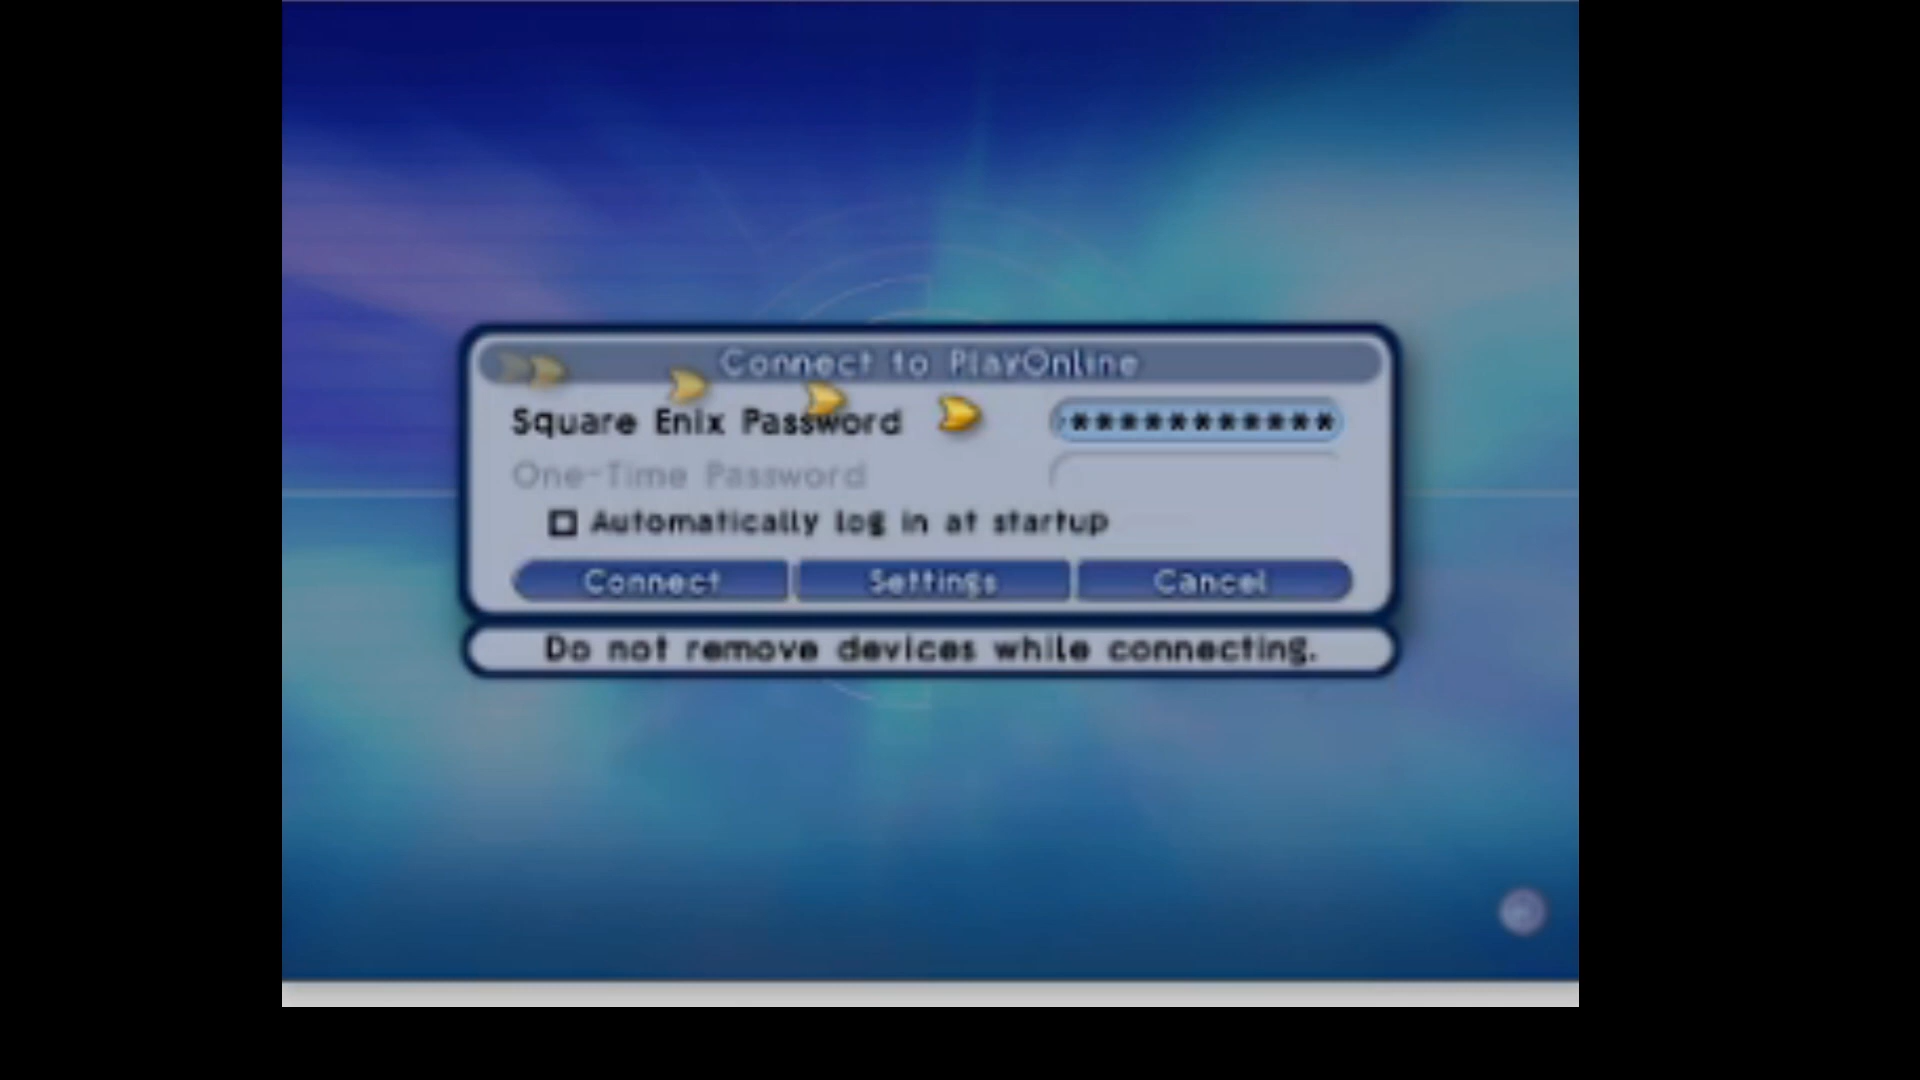 Connect to PlayOnline
Square Enix Password ***********
One-Time Password
Automatically log in at startup
Connect Settings Cancel
Do not remove devices while connecting.